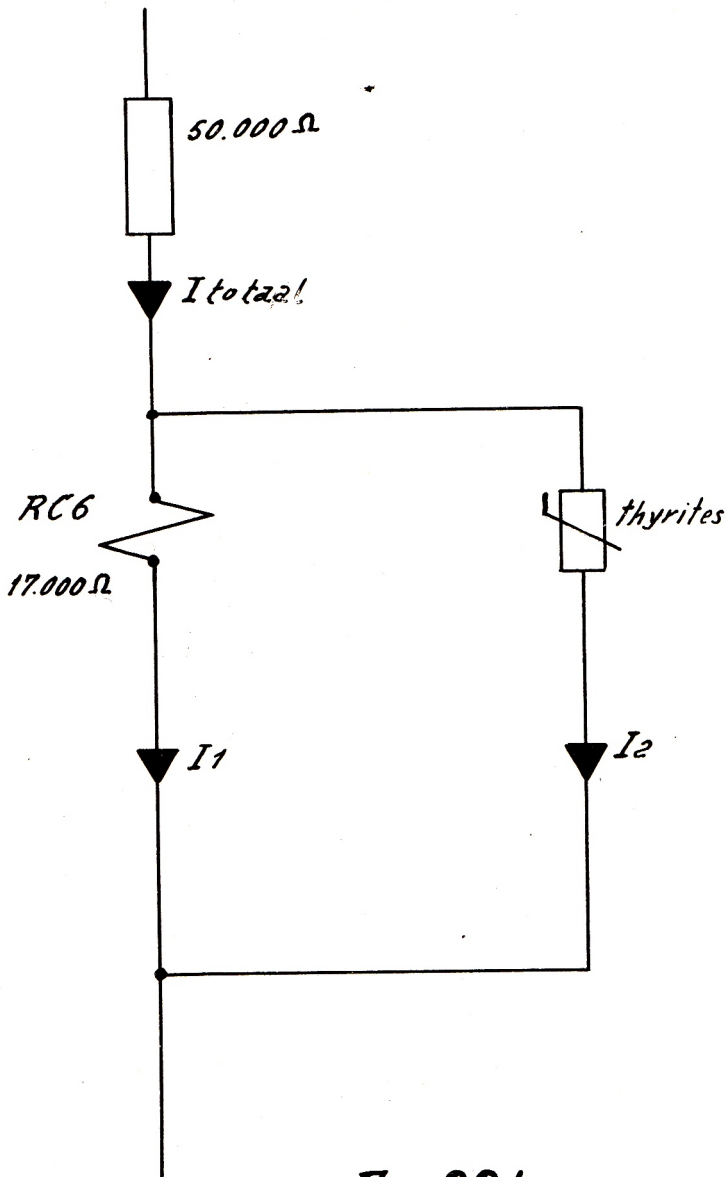 50.000 Ω
I totaal
RC6
thyrites
17.000 Ω
I1
I2